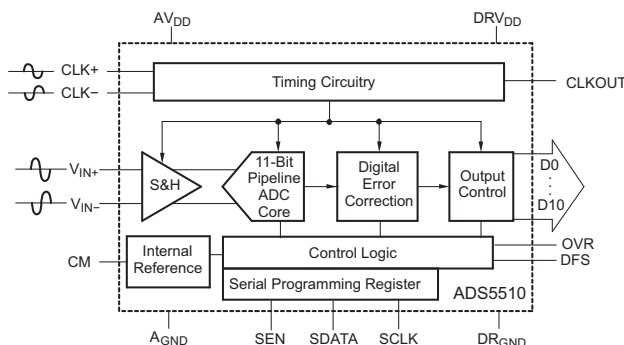 AVDD
DRVDD
CLK+
CLK−
Timing Circuitry
CLKOUT
VIN+
VIN−
S&H
11-Bit
Pipeline
ADC
Core
Digital
Error
Correction
Output
Control
D0
D10
CM
Internal
Reference
Control Logic
OVR
DFS
Serial Programming Register
ADS5510
AGND
SEN
SDATA
SCLK
DRGND